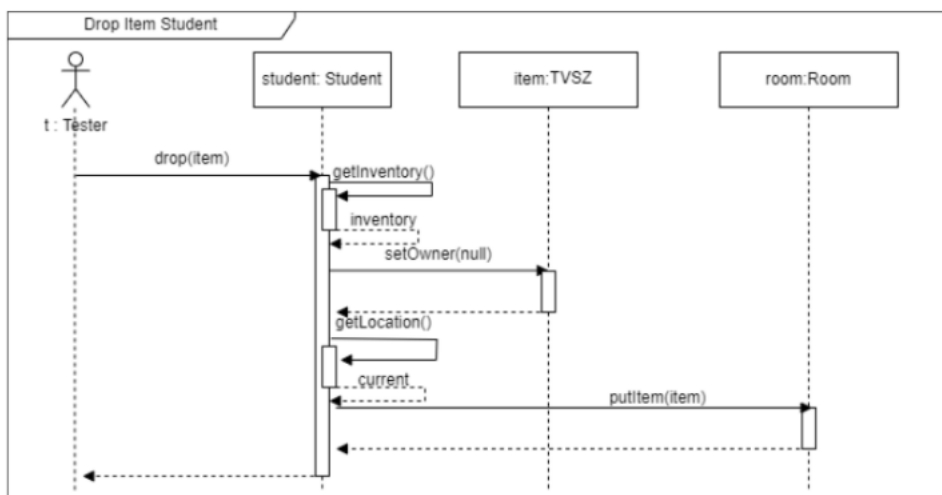 Drop Item Student
student: Student
item:TVSZ
room:Room
t : Tester
drop(item)
getInventory()
inventory
setOwner(null)
getLocation()
current
putItem(item)